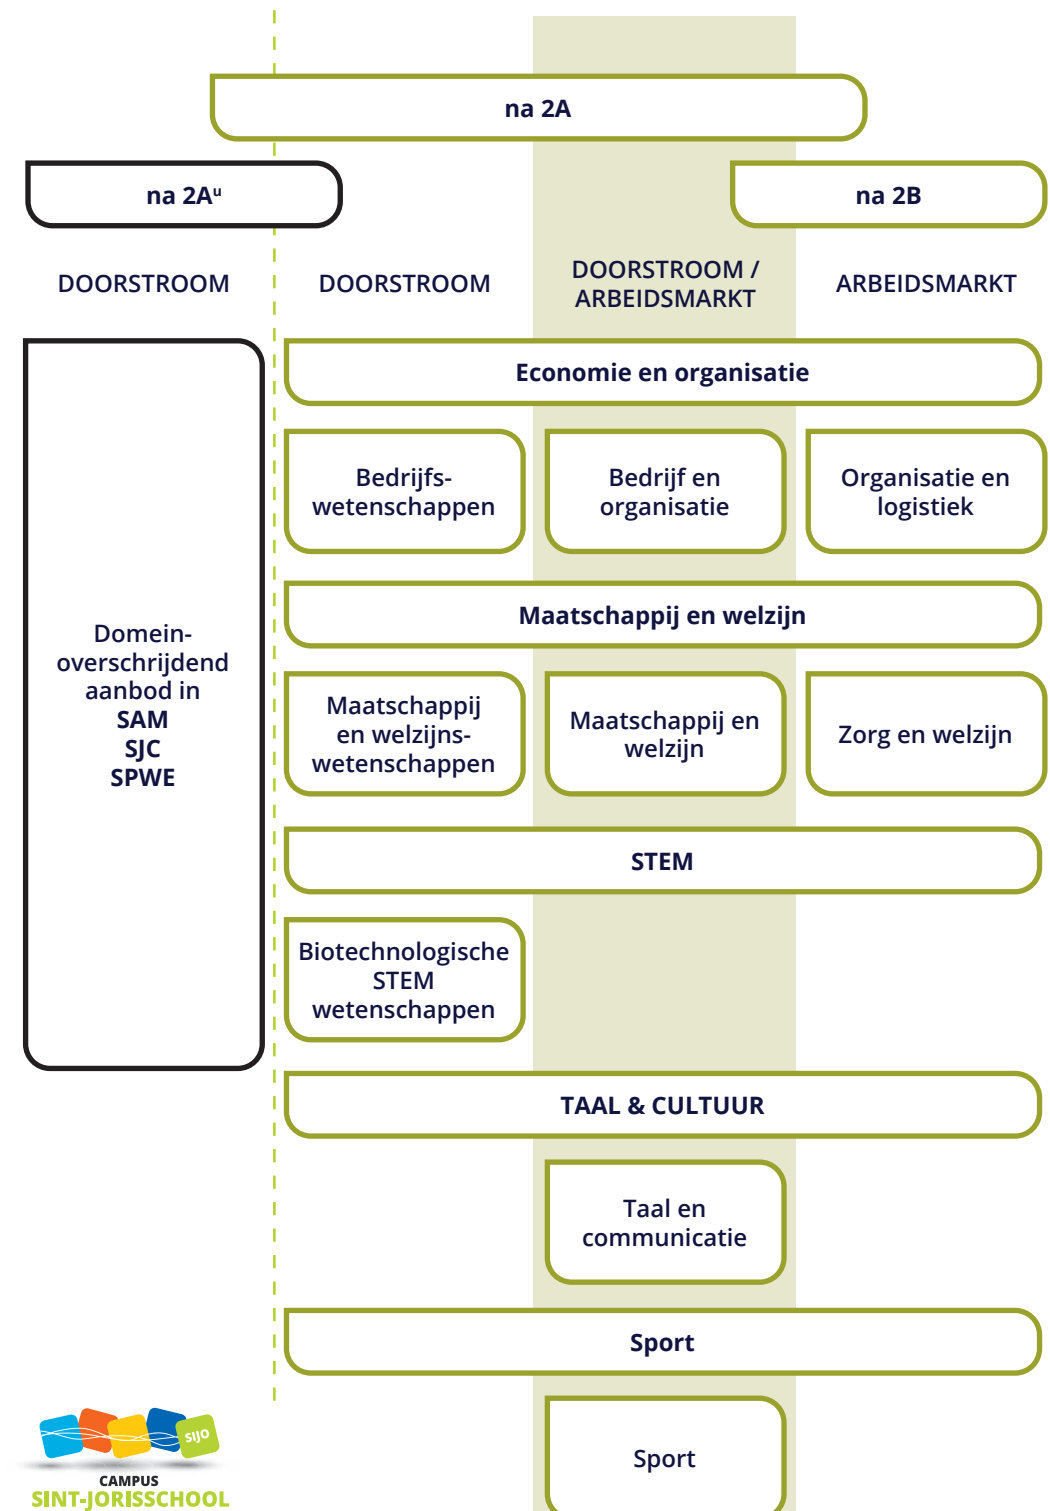 na 2A
na 2Aᵘ
na 2B
DOORSTROOM
DOORSTROOM
DOORSTROOM /
ARBEIDSMARKT
ARBEIDSMARKT
Domein-
overschrijdend
aanbod in
SAM
SJC
SPWE
Economie en organisatie
Bedrijfs-
wetenschappen
Bedrijf en
organisatie
Organisatie en
logistiek
Maatschappij en welzijn
Maatschappij
en welzijns-
wetenschappen
Maatschappij en
welzijn
Zorg en welzijn
STEM
Biotechnologische
STEM
wetenschappen
TAAL & CULTUUR
Taal en
communicatie
Sport
Sport
SIJO
CAMPUS
SINT-JORISSCHOOL